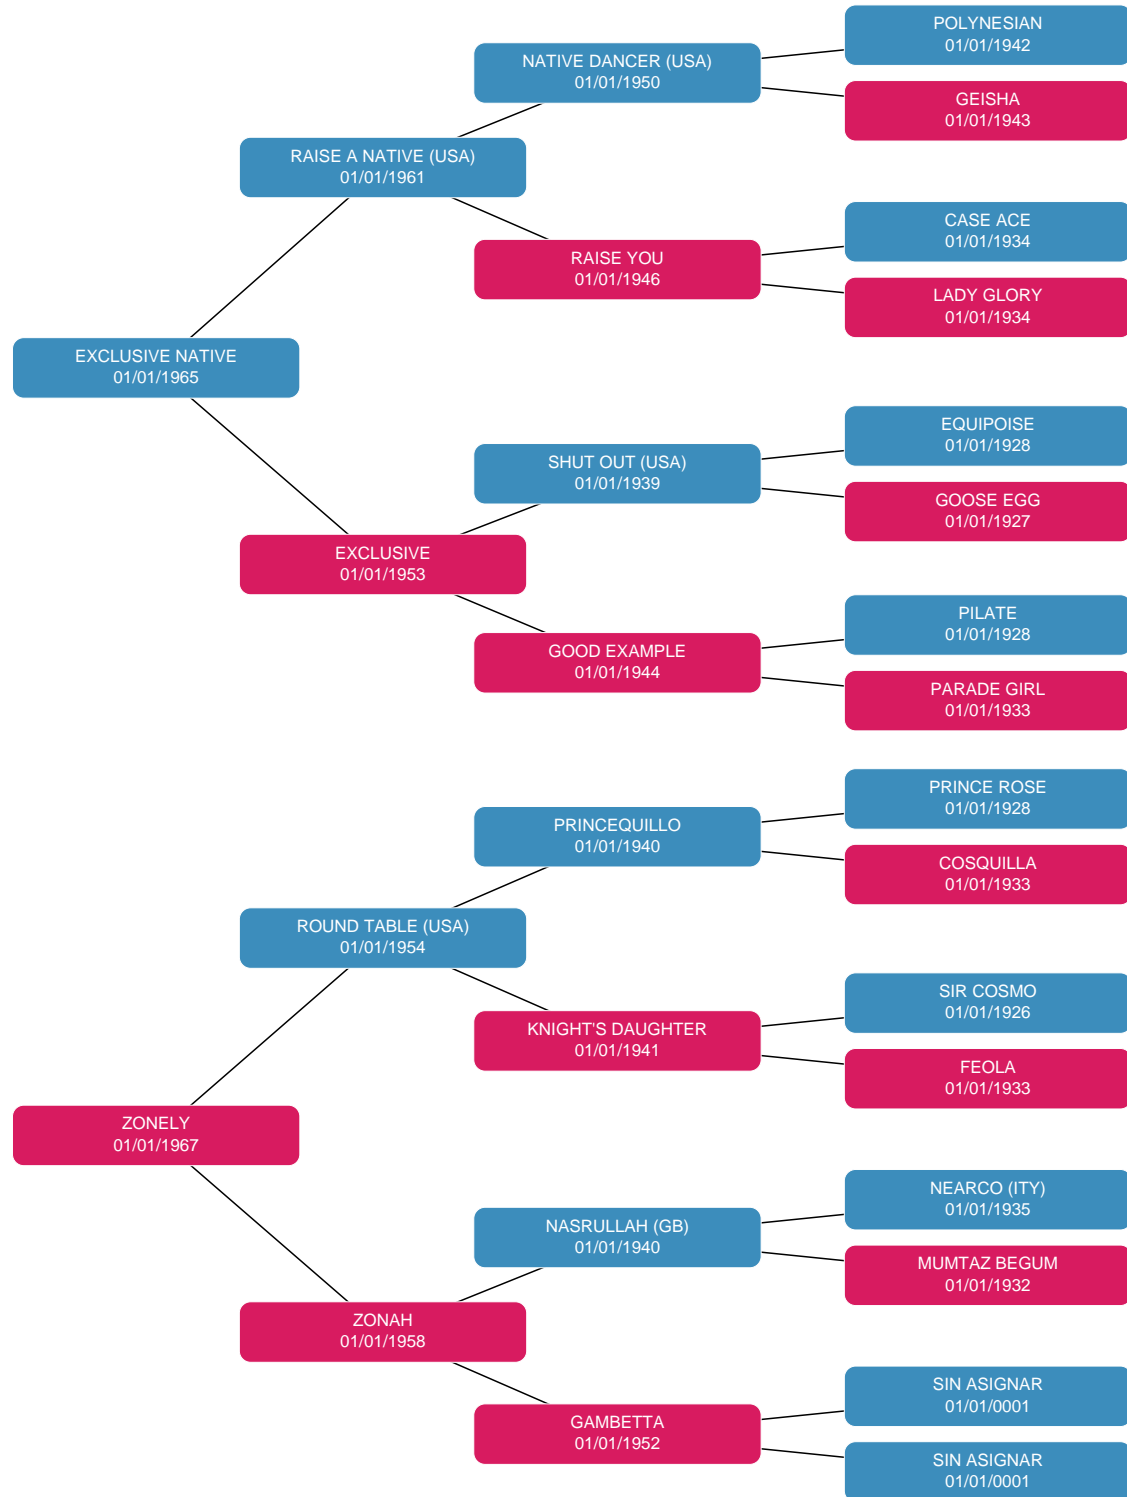 POLYNESIAN
01/01/1942
NATIVE DANCER (USA)
01/01/1950
GEISHA
01/01/1943
RAISE A NATIVE (USA)
01/01/1961
CASE ACE
01/01/1934
RAISE YOU
01/01/1946
LADY GLORY
01/01/1934
EXCLUSIVE NATIVE
01/01/1965
EQUIPOISE
01/01/1928
SHUT OUT (USA)
01/01/1939
GOOSE EGG
01/01/1927
EXCLUSIVE
01/01/1953
PILATE
01/01/1928
GOOD EXAMPLE
01/01/1944
PARADE GIRL
01/01/1933
PRINCE ROSE
01/01/1928
PRINCEQUILLO
01/01/1940
COSQUILLA
01/01/1933
ROUND TABLE (USA)
01/01/1954
SIR COSMO
01/01/1926
KNIGHT'S DAUGHTER
01/01/1941
FEOLA
01/01/1933
ZONELY
01/01/1967
NEARCO (ITY)
01/01/1935
NASRULLAH (GB)
01/01/1940
MUMTAZ BEGUM
01/01/1932
ZONAH
01/01/1958
SIN ASIGNAR
01/01/0001
GAMBETTA
01/01/1952
SIN ASIGNAR
01/01/0001